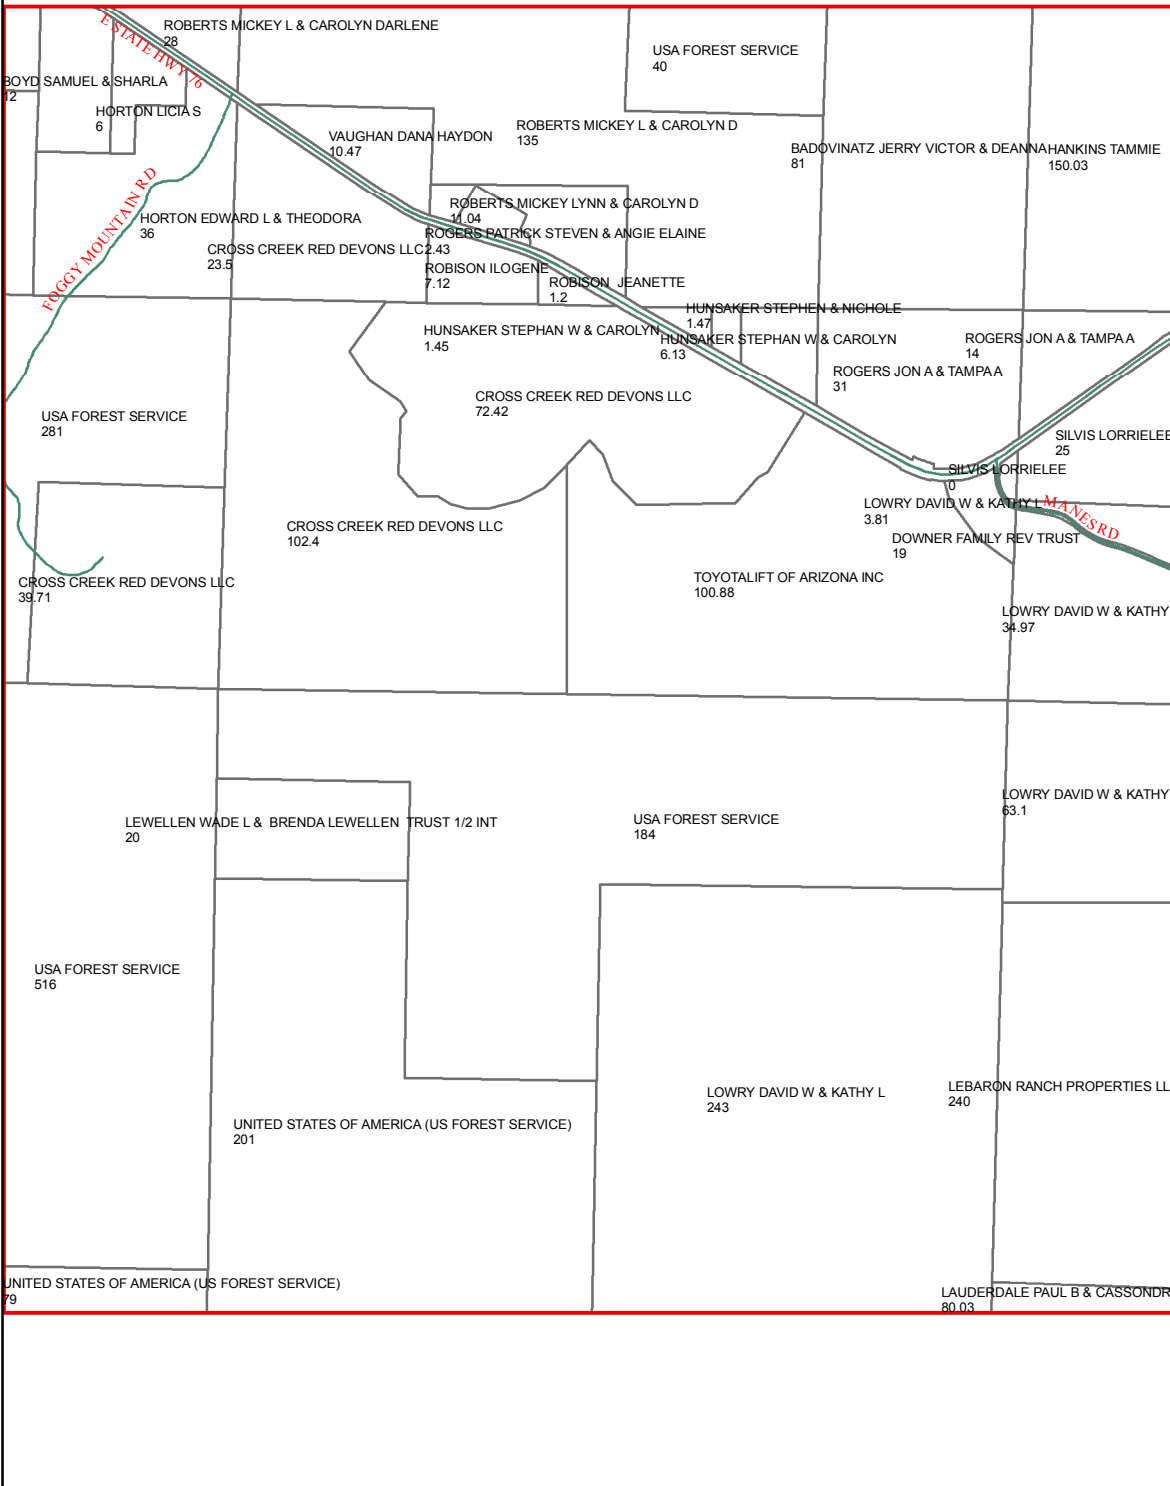 ROBERTS MICKEY L & CAROLYN DARLENE
28
E STATE HWY 76
USA FOREST SERVICE
40
BOYD SAMUEL & SHARLA
12
HORTON LICIA S
6
VAUGHAN DANA HAYDON
10.47
ROBERTS MICKEY L & CAROLYN D
135
BADOVINATZ JERRY VICTOR & DEANNA
81
HANKINS TAMMIE
150.03
FOGGY MOUNTAIN RD
HORTON EDWARD L & THEODORA
36
ROBERTS MICKEY LYNN & CAROLYN D
11.04
ROGERS PATRICK STEVEN & ANGIE ELAINE
2.43
CROSS CREEK RED DEVONS LLC
23.5
ROBISON ILOGENE
7.12
ROBISON JEANETTE
1.2
HUNSAKER STEPHEN & NICHOLE
1.47
HUNSAKER STEPHAN W & CAROLYN
1.45
HUNSAKER STEPHAN W & CAROLYN
6.13
ROGERS JON A & TAMPA A
14
ROGERS JON A & TAMPA A
31
CROSS CREEK RED DEVONS LLC
72.42
USA FOREST SERVICE
281
SILVIS LORRIELEE
25
SILVIS LORRIELEE
0
LOWRY DAVID W & KATHY L
3.81
MANES RD
CROSS CREEK RED DEVONS LLC
102.4
DOWNER FAMILY REV TRUST
19
CROSS CREEK RED DEVONS LLC
39.71
TOYOTALIFT OF ARIZONA INC
100.88
LOWRY DAVID W & KATHY
34.97
LOWRY DAVID W & KATHY
63.1
LEWELLEN WADE L & BRENDA LEWELLEN TRUST 1/2 INT
20
USA FOREST SERVICE
184
USA FOREST SERVICE
516
LOWRY DAVID W & KATHY L
243
LEBARON RANCH PROPERTIES LL
240
UNITED STATES OF AMERICA (US FOREST SERVICE)
201
UNITED STATES OF AMERICA (US FOREST SERVICE)
79
LAUDERDALE PAUL B & CASSONDR
80.03